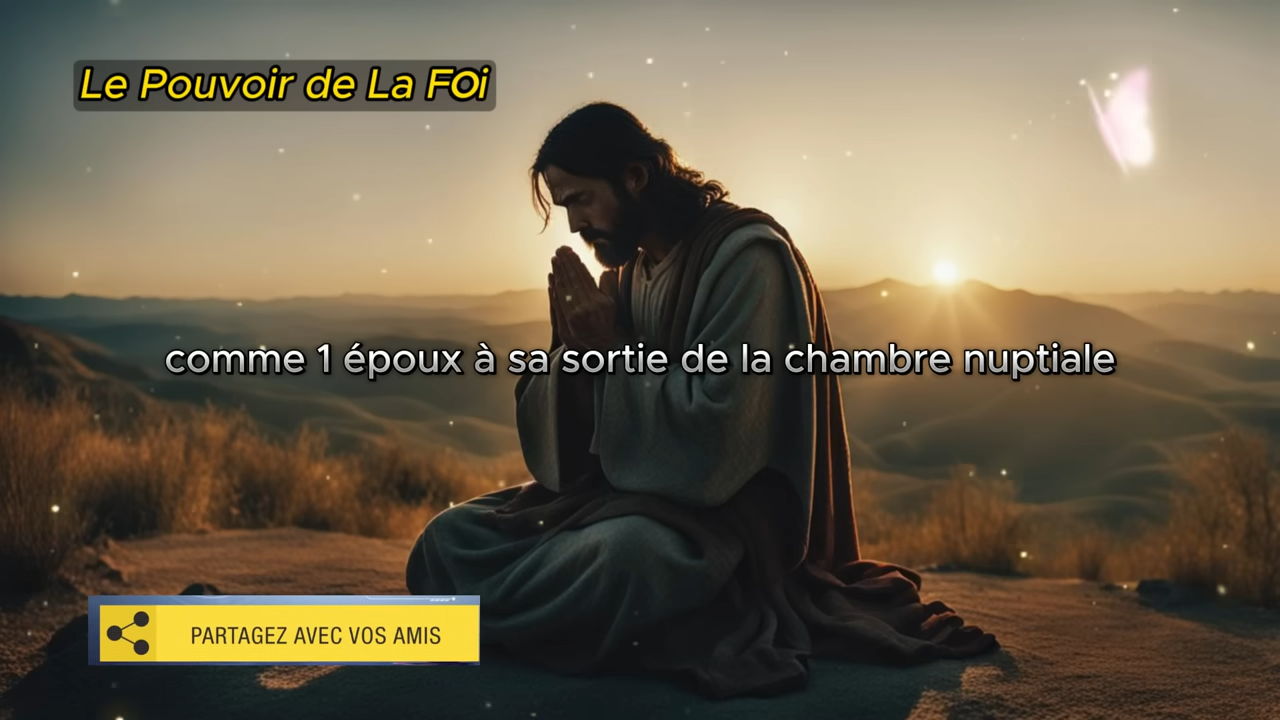 Le Pouvoir de La FOi
comme 1 époux à sa sortie de la chambre nuptiale
PARTAGEZ AVEC VOS AMIS